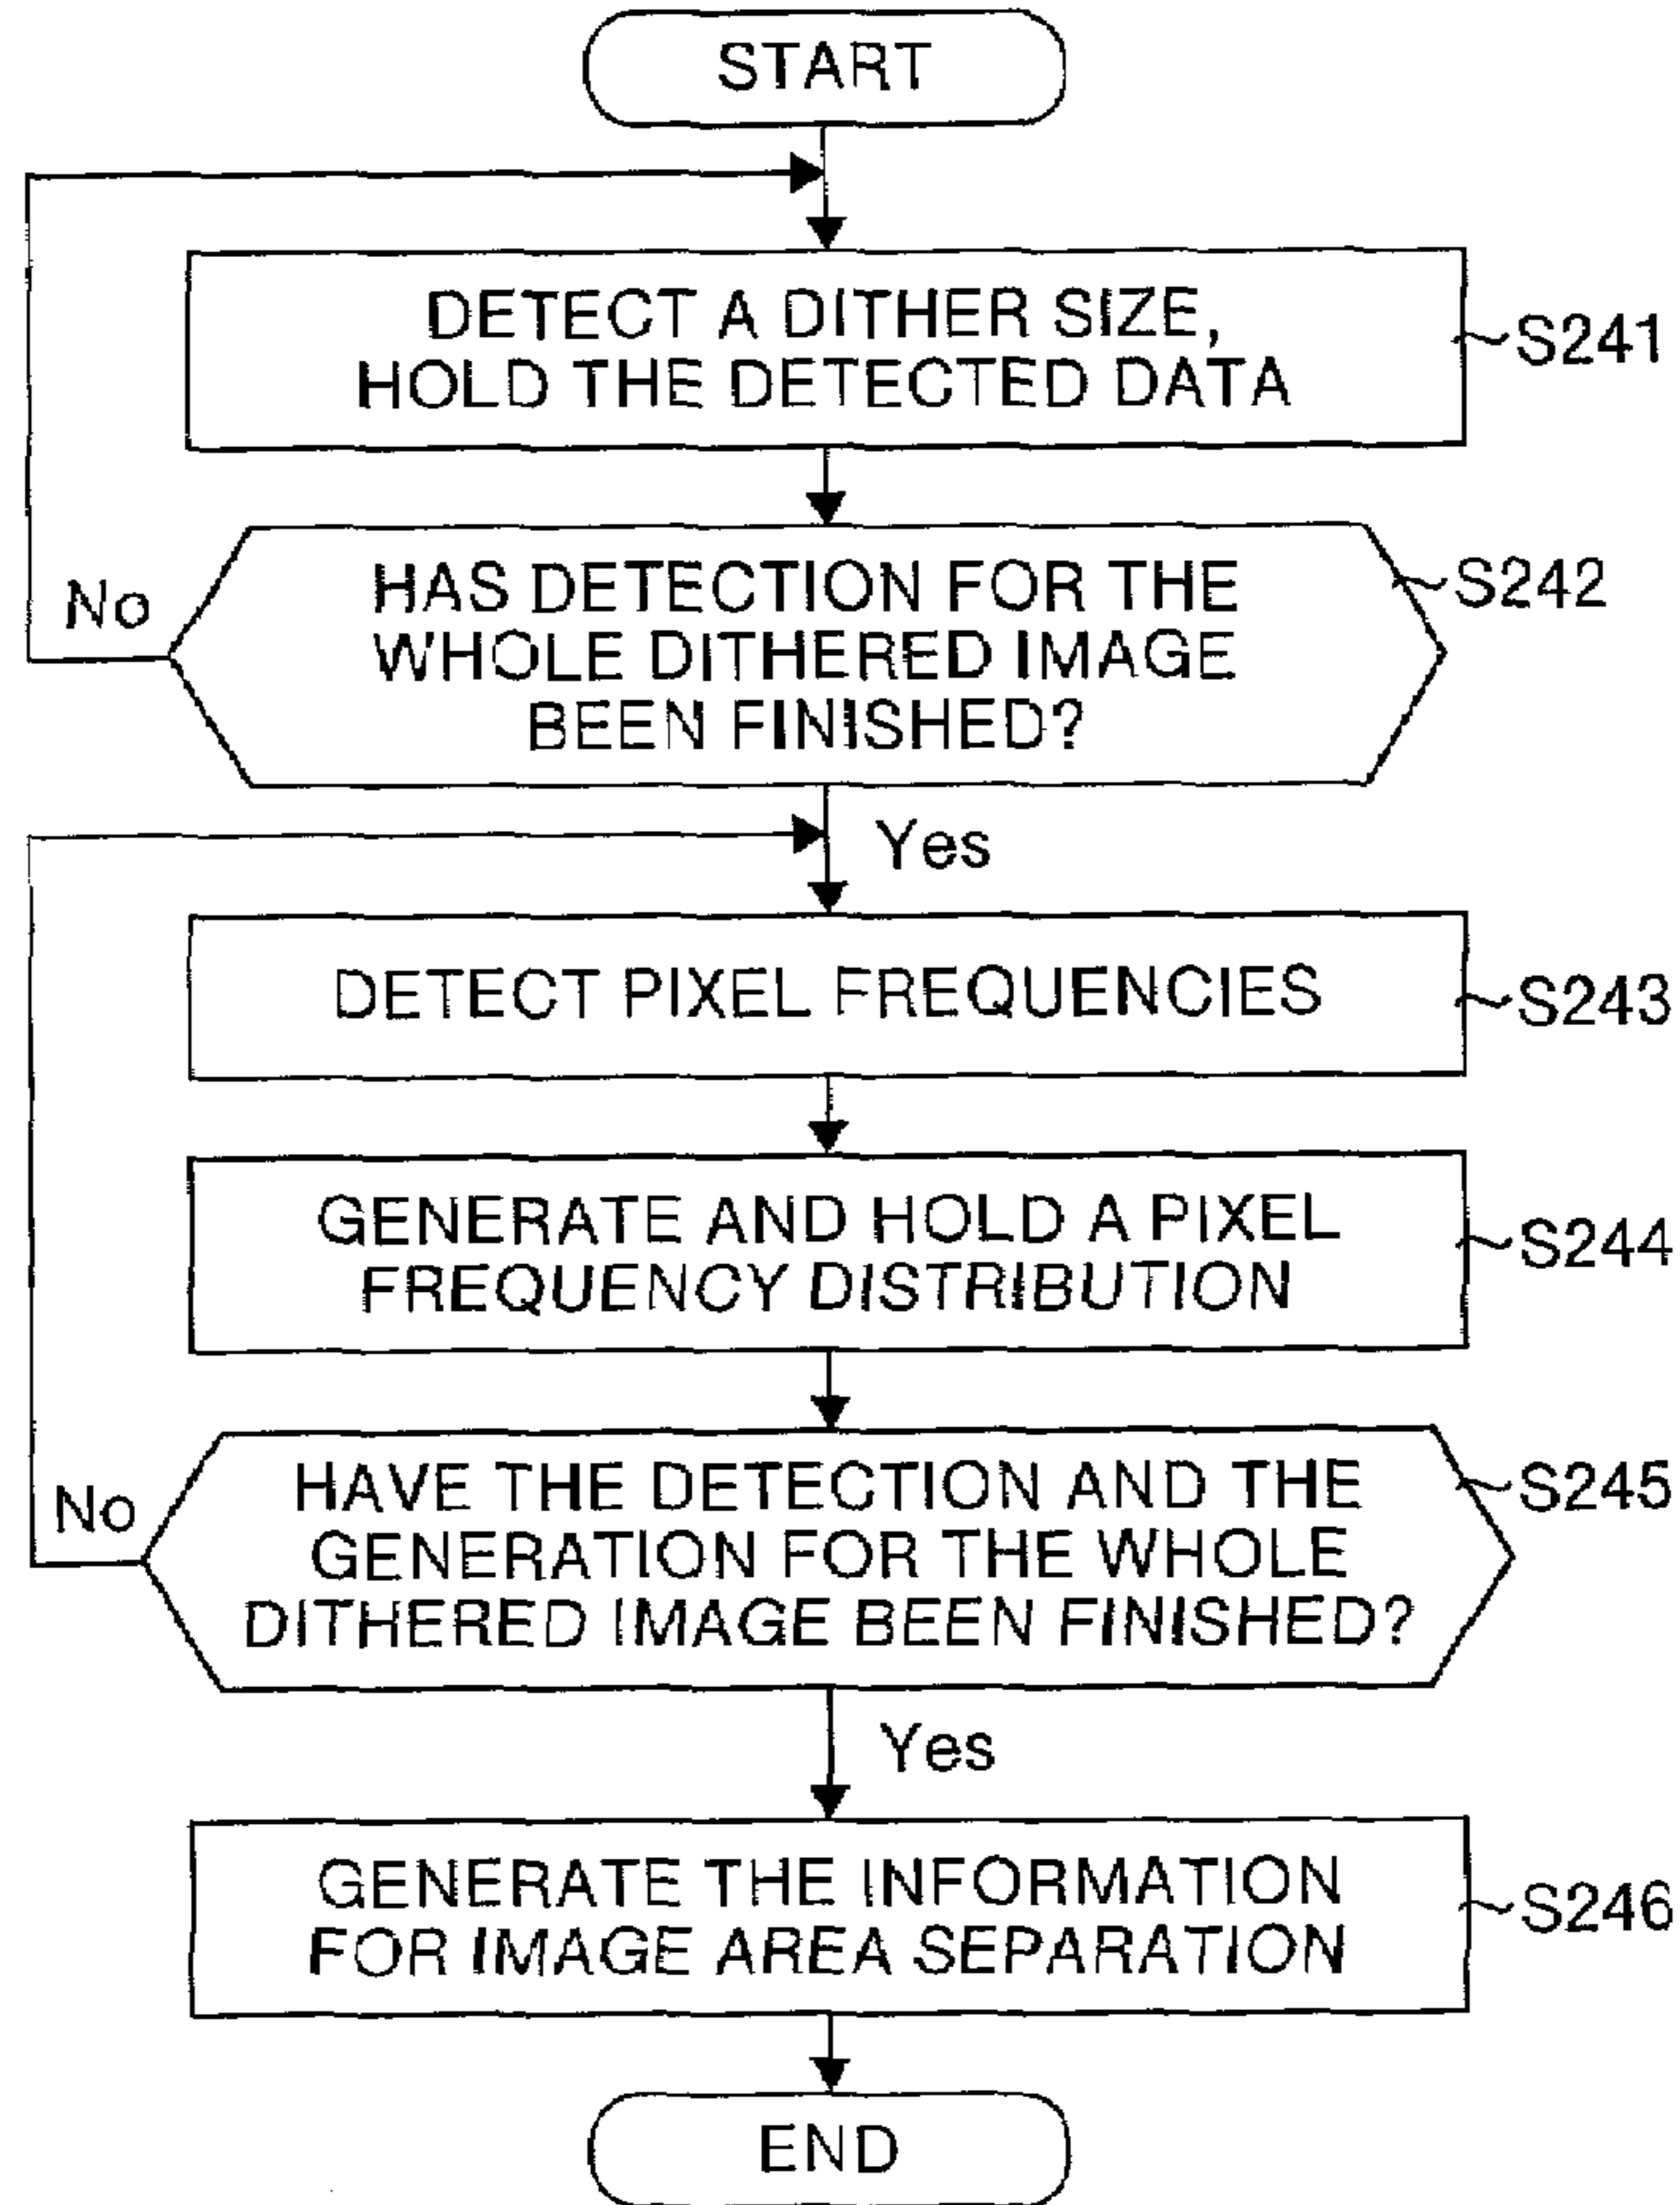 START
DETECT A DITHER SIZE,
HOLD THE DETECTED DATA
S241
HAS DETECTION FOR THE
WHOLE DITHERED IMAGE
BEEN FINISHED?
S242
No
Yes
DETECT PIXEL FREQUENCIES
S243
GENERATE AND HOLD A PIXEL
FREQUENCY DISTRIBUTION
S244
HAVE THE DETECTION AND THE
GENERATION FOR THE WHOLE
DITHERED IMAGE BEEN FINISHED?
S245
No
Yes
GENERATE THE INFORMATION
FOR IMAGE AREA SEPARATION
S246
END